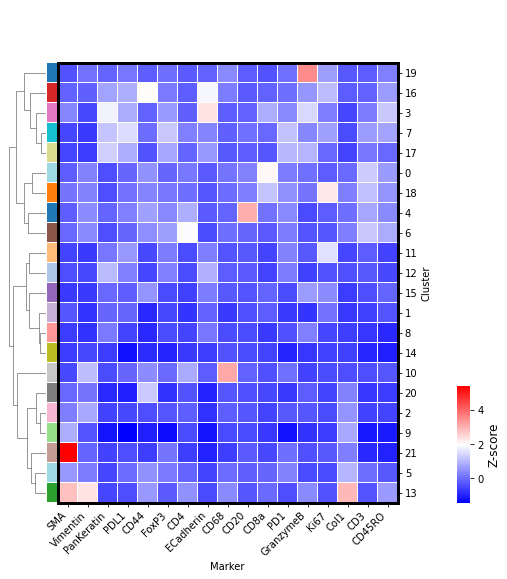 19
16
3
7
17
0
18
4
6
11
12
15
1
8
14
10
20
2
9
21
5
13
Cluster
SMA
Vimentin
PanKeratin
PDL1
CD44
FoxP3
CD4
ECadherin
CD68
CD20
CD8a
PD1
GranzymeB
Ki67
Col1
CD3
CD45RO
Marker
4
2
0
Z-score